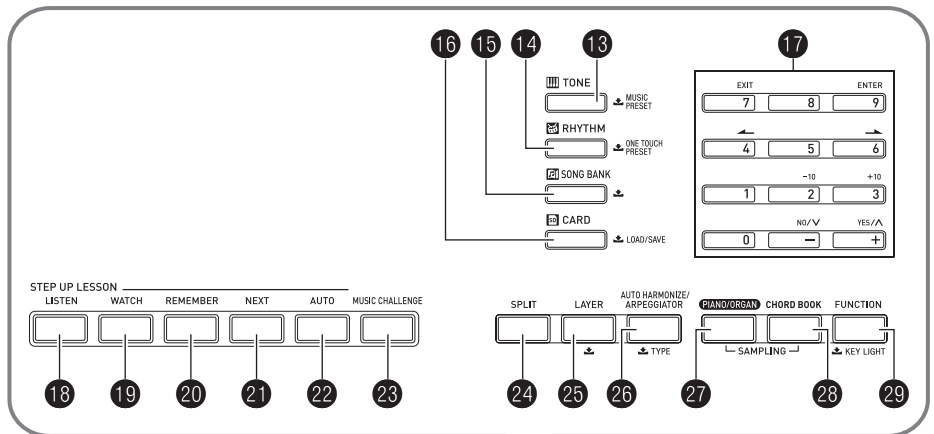 16 15 14 13 17
TONE
MUSIC PRESET
RHYTHM
ONE TOUCH PRESET
SONG BANK
CARD
LOAD/SAVE
EXIT ENTER
7 8 9
4 5 6
-10 +10
1 2 3
NO/∨ YES/∧
0 - +
STEP UP LESSON
LISTEN WATCH REMEMBER NEXT AUTO MUSIC CHALLENGE
18 19 20 21 22 23
SPLIT LAYER AUTO HARMONIZE/ARPEGGIATOR PIANO/ORGAN CHORD BOOK FUNCTION
TYPE SAMPLING KEY LIGHT
24 25 26 27 28 29